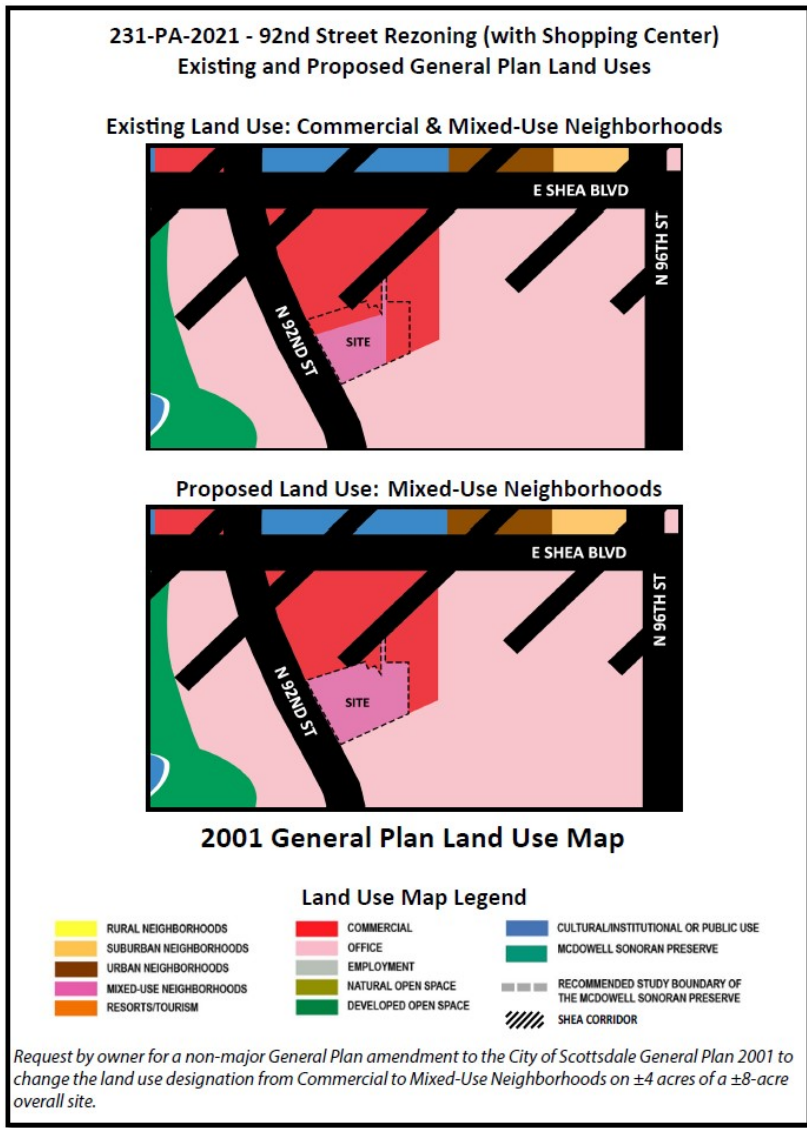 231-PA-2021 - 92nd Street Rezoning (with Shopping Center)
Existing and Proposed General Plan Land Uses
Existing Land Use: Commercial & Mixed-Use Neighborhoods
E SHEA BLVD
N 96TH ST
N 92ND ST
SITE
Proposed Land Use: Mixed-Use Neighborhoods
E SHEA BLVD
N 96TH ST
N 92ND ST
SITE
2001 General Plan Land Use Map
Land Use Map Legend
RURAL NEIGHBORHOODS
SUBURBAN NEIGHBORHOODS
URBAN NEIGHBORHOODS
MIXED-USE NEIGHBORHOODS
RESORTS/TOURISM
COMMERCIAL
OFFICE
EMPLOYMENT
NATURAL OPEN SPACE
DEVELOPED OPEN SPACE
CULTURAL/INSTITUTIONAL OR PUBLIC USE
MCDOWELL SONORAN PRESERVE
RECOMMENDED STUDY BOUNDARY OF
THE MCDOWELL SONORAN PRESERVE
SHEA CORRIDOR
Request by owner for a non-major General Plan amendment to the City of Scottsdale General Plan 2001 to
change the land use designation from Commercial to Mixed-Use Neighborhoods on ±4 acres of a ±8-acre
overall site.